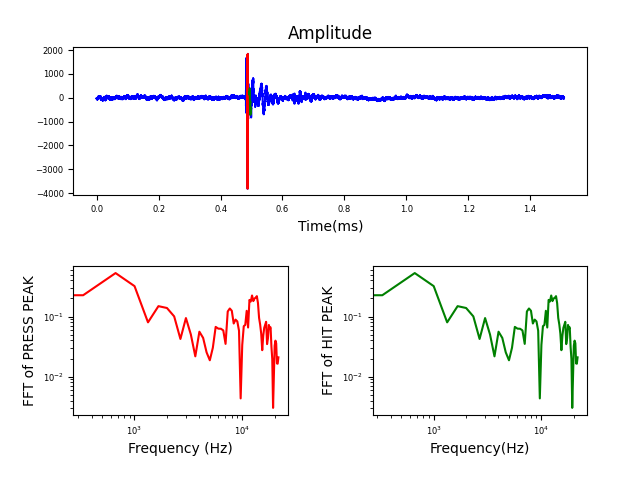 Amplitude
2000
1000
0
−1000
−2000
−3000
−4000
0.0 0.2 0.4 0.6 0.8 1.0 1.2 1.4
Time(ms)
FFT of PRESS PEAK
10⁻¹
10⁻²
10³ 10⁴
Frequency (Hz)
FFT of HIT PEAK
10⁻¹
10⁻²
10³ 10⁴
Frequency(Hz)